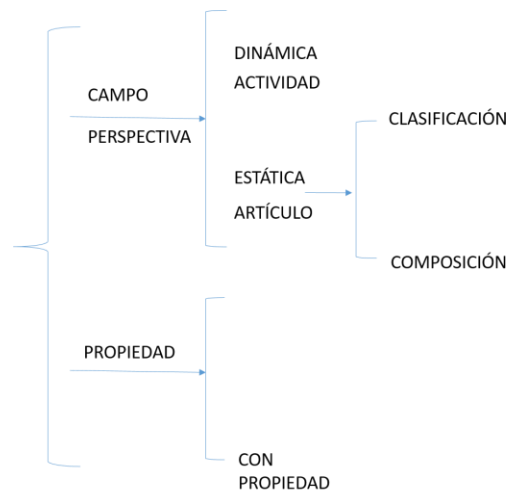 CAMPO
PERSPECTIVA
DINÁMICA
ACTIVIDAD
ESTÁTICA
ARTÍCULO
CLASIFICACIÓN
COMPOSICIÓN
PROPIEDAD
CON
PROPIEDAD